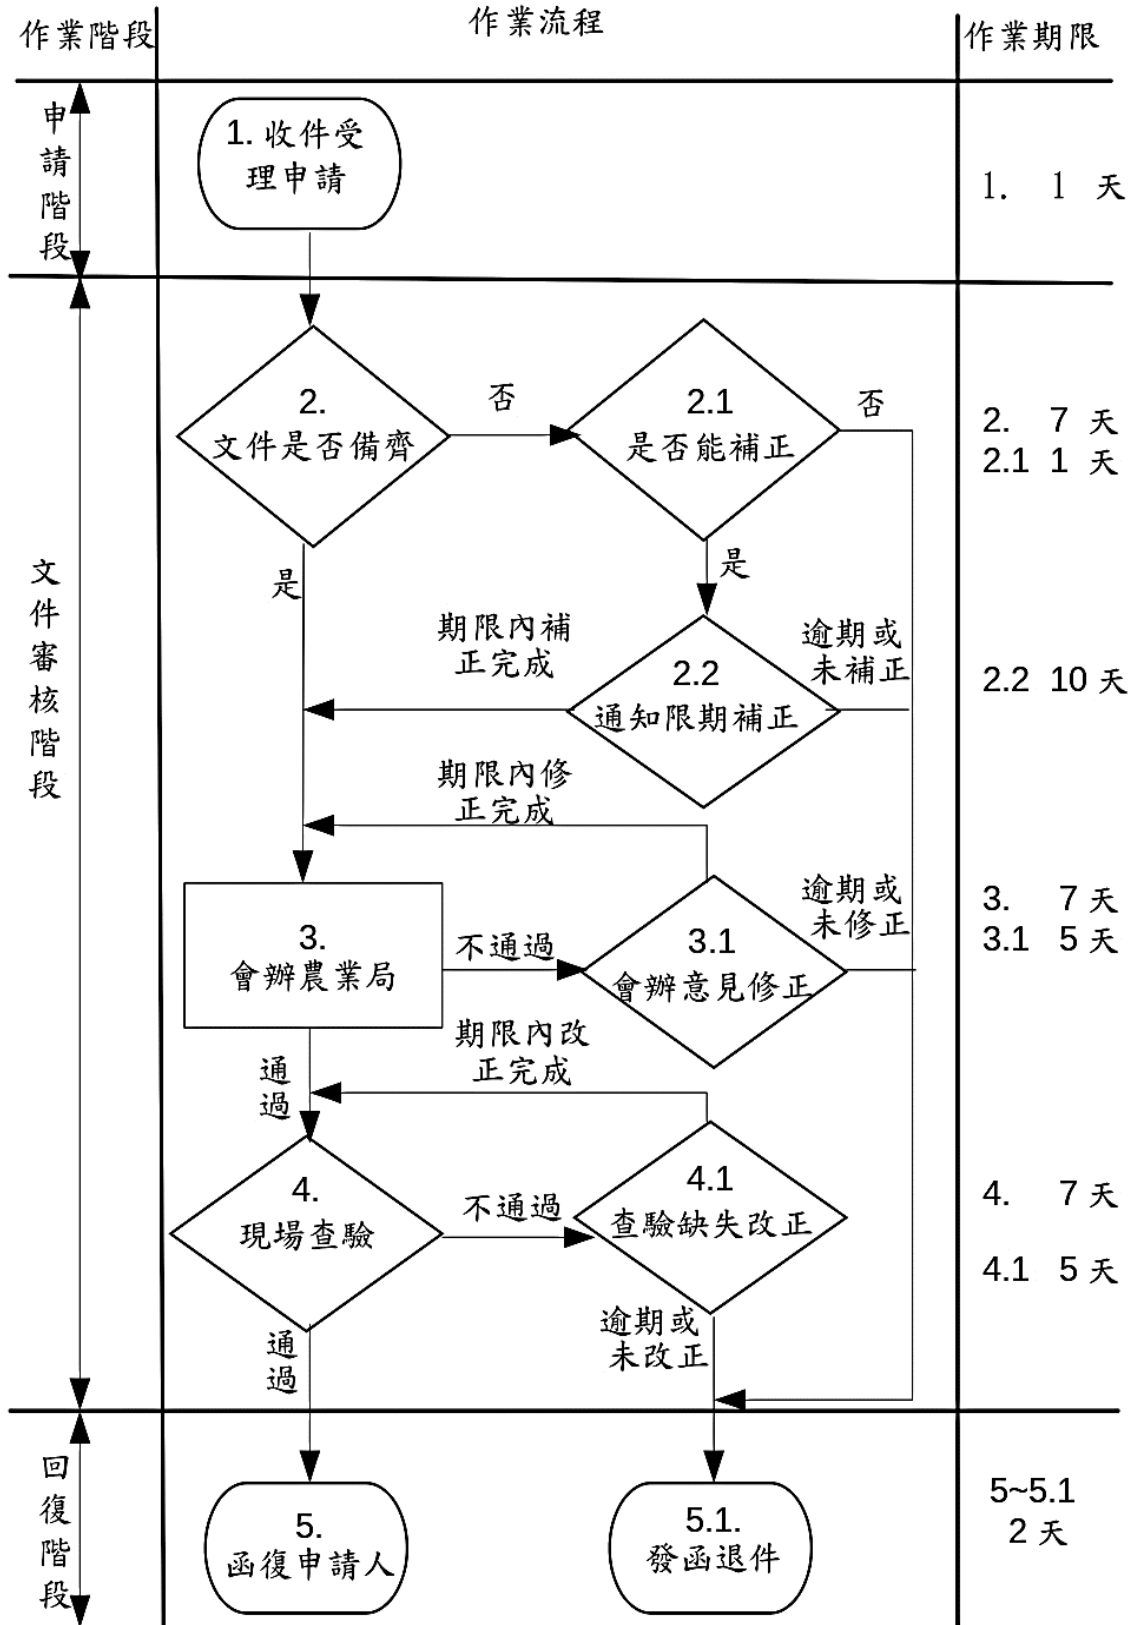 作業階段
作業流程
作業期限
申請階段
1. 收件受
理申請
1. 1 天
文件審核階段
2.
文件是否備齊
否
2.1
是否能補正
否
2. 7 天
2.1 1 天
是
是
期限內補
正完成
2.2
通知限期補正
逾期或
未補正
2.2 10 天
期限內修
正完成
3.
會辦農業局
不通過
3.1
會辦意見修正
逾期或
未修正
3. 7 天
3.1 5 天
通過
期限內改
正完成
4.
現場查驗
不通過
4.1
查驗缺失改正
4. 7 天
4.1 5 天
通過
逾期或
未改正
回復階段
5.
函復申請人
5.1.
發函退件
5~5.1
2 天